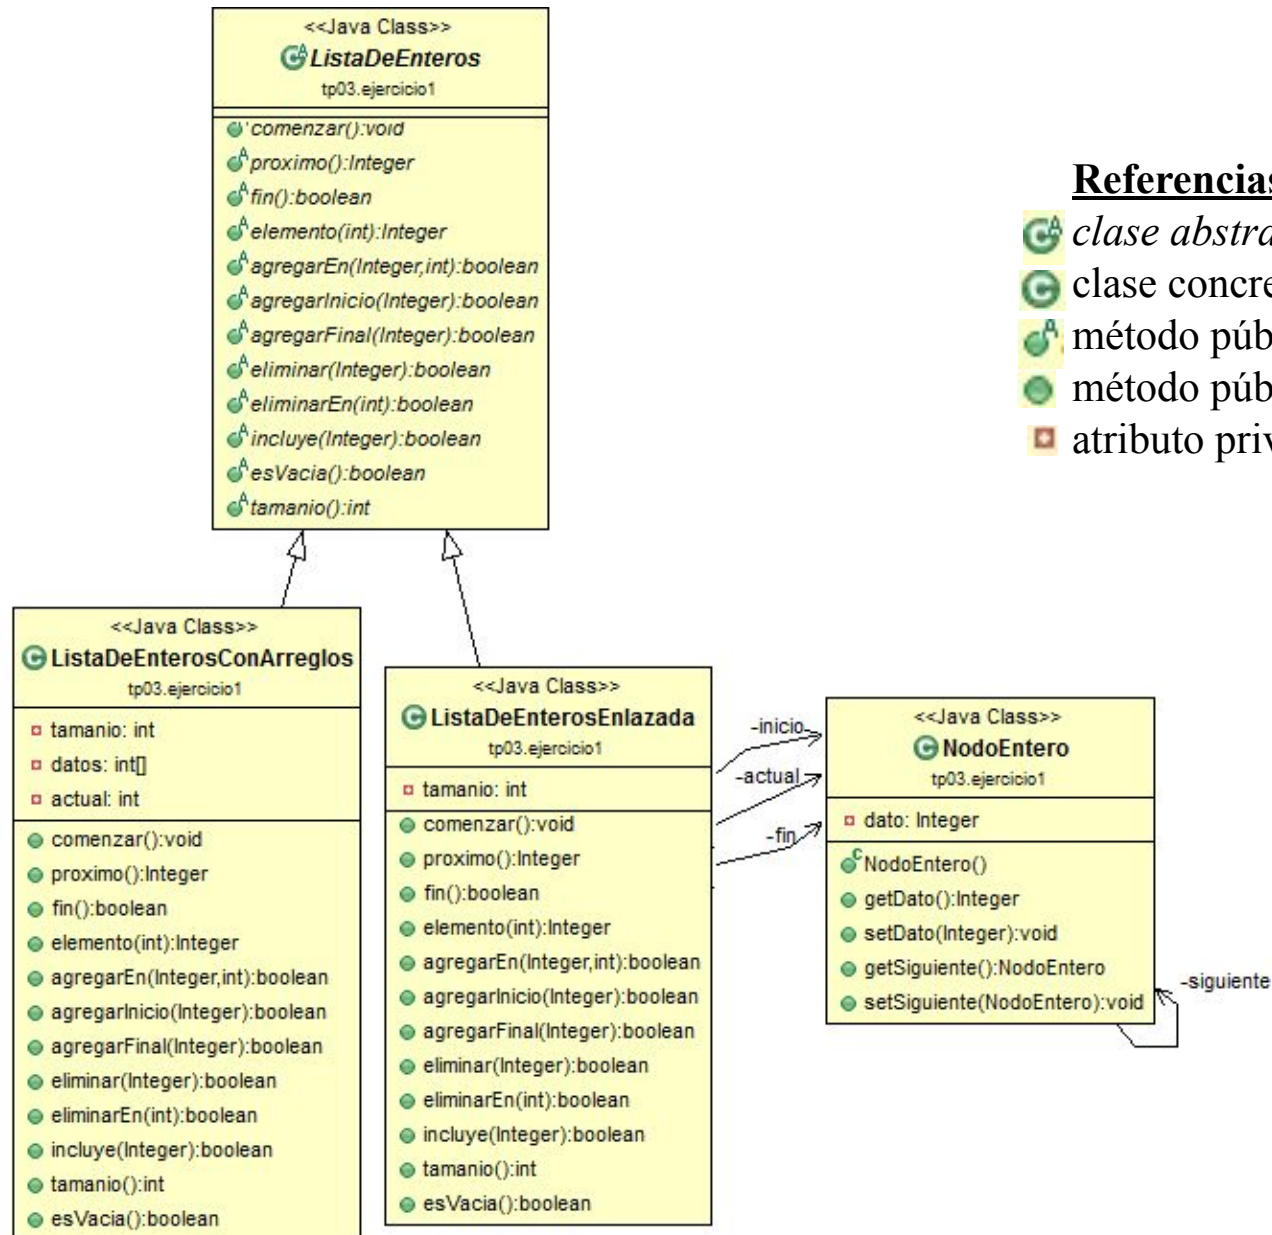 <<Java Class>>
ListaDeEnteros
tp03.ejercicio1
comenzar():void
proximo():Integer
fin():boolean
elemento(int):Integer
agregarEn(Integer,int):boolean
agregarInicio(Integer):boolean
agregarFinal(Integer):boolean
eliminar(Integer):boolean
eliminarEn(int):boolean
incluye(Integer):boolean
esVacia():boolean
tamanio():int
Referencias
clase abstra
clase concre
método púb
método púb
atributo priv
<<Java Class>>
ListaDeEnterosConArreglos
tp03.ejercicio1
tamanio: int
datos: int[]
actual: int
comenzar():void
proximo():Integer
fin():boolean
elemento(int):Integer
agregarEn(Integer,int):boolean
agregarInicio(Integer):boolean
agregarFinal(Integer):boolean
eliminar(Integer):boolean
eliminarEn(int):boolean
incluye(Integer):boolean
tamanio():int
esVacia():boolean
<<Java Class>>
ListaDeEnterosEnlazada
tp03.ejercicio1
tamanio: int
comenzar():void
proximo():Integer
fin():boolean
elemento(int):Integer
agregarEn(Integer,int):boolean
agregarInicio(Integer):boolean
agregarFinal(Integer):boolean
eliminar(Integer):boolean
eliminarEn(int):boolean
incluye(Integer):boolean
tamanio():int
esVacia():boolean
-inicio
-actual
-fin
<<Java Class>>
NodoEntero
tp03.ejercicio1
dato: Integer
NodoEntero()
getDato():Integer
setDato(Integer):void
getSiguiente():NodoEntero
setSiguiente(NodoEntero):void
-siguiente